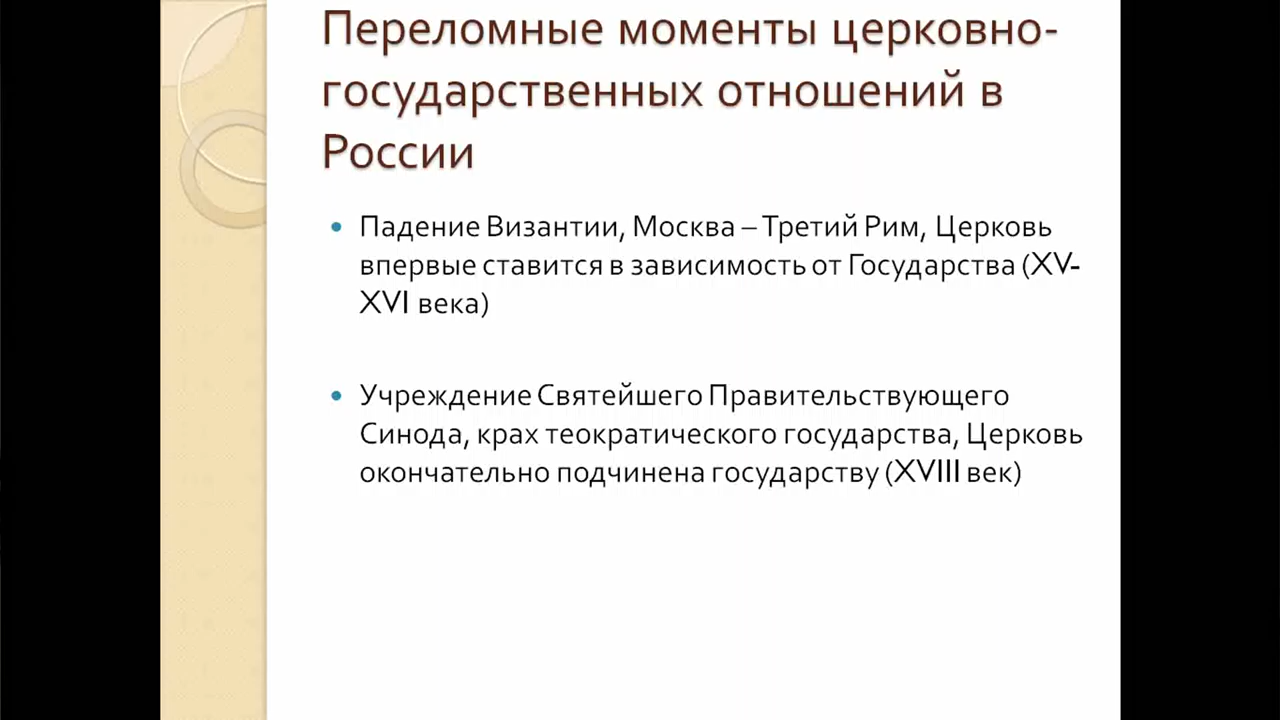 Переломные моменты церковно-
государственных отношений в
России
• Падение Византии, Москва – Третий Рим, Церковь
впервые ставится в зависимость от Государства (XV-
XVI века)
• Учреждение Святейшего Правительствующего
Синода, крах теократического государства, Церковь
окончательно подчинена государству (XVIII век)